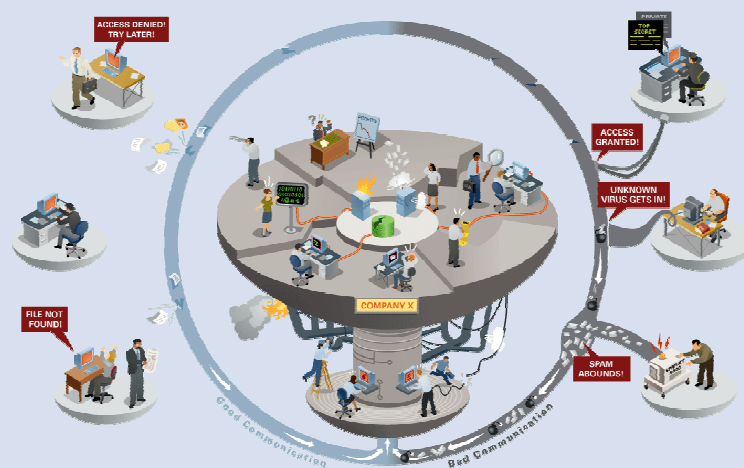 ACCESS DENIED!
TRY LATER!
PRIVATE
TOP
SECRET
ACCESS
GRANTED!
UNKNOWN
VIRUS GETS IN!
COMPANY X
FILE NOT
FOUND!
SPAM
ABOUNDS!
Good Communication
Bad Communication